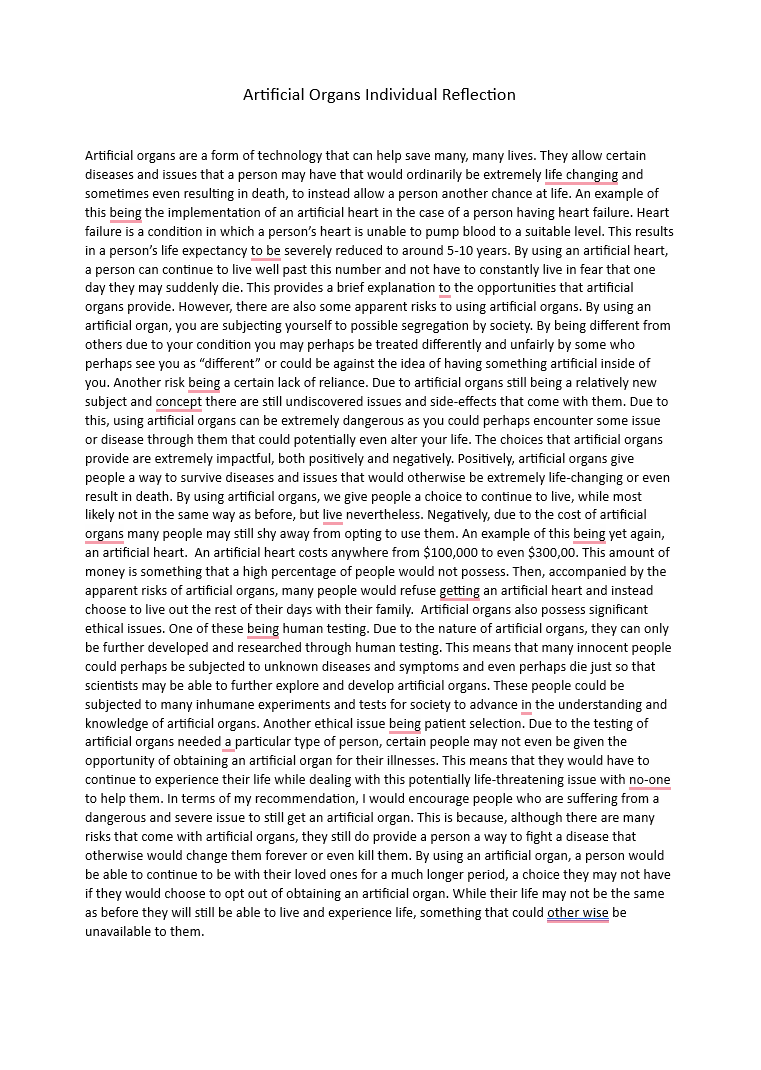 Artificial Organs Individual Reflection
Artificial organs are a form of technology that can help save many, many lives. They allow certain
diseases and issues that a person may have that would ordinarily be extremely life changing and
sometimes even resulting in death, to instead allow a person another chance at life. An example of
this being the implementation of an artificial heart in the case of a person having heart failure. Heart
failure is a condition in which a person’s heart is unable to pump blood to a suitable level. This results
in a person’s life expectancy to be severely reduced to around 5-10 years. By using an artificial heart,
a person can continue to live well past this number and not have to constantly live in fear that one
day they may suddenly die. This provides a brief explanation to the opportunities that artificial
organs provide. However, there are also some apparent risks to using artificial organs. By using an
artificial organ, you are subjecting yourself to possible segregation by society. By being different from
others due to your condition you may perhaps be treated differently and unfairly by some who
perhaps see you as “different” or could be against the idea of having something artificial inside of
you. Another risk being a certain lack of reliance. Due to artificial organs still being a relatively new
subject and concept there are still undiscovered issues and side-effects that come with them. Due to
this, using artificial organs can be extremely dangerous as you could perhaps encounter some issue
or disease through them that could potentially even alter your life. The choices that artificial organs
provide are extremely impactful, both positively and negatively. Positively, artificial organs give
people a way to survive diseases and issues that would otherwise be extremely life-changing or even
result in death. By using artificial organs, we give people a choice to continue to live, while most
likely not in the same way as before, but live nevertheless. Negatively, due to the cost of artificial
organs many people may still shy away from opting to use them. An example of this being yet again,
an artificial heart.  An artificial heart costs anywhere from $100,000 to even $300,00. This amount of
money is something that a high percentage of people would not possess. Then, accompanied by the
apparent risks of artificial organs, many people would refuse getting an artificial heart and instead
choose to live out the rest of their days with their family.  Artificial organs also possess significant
ethical issues. One of these being human testing. Due to the nature of artificial organs, they can only
be further developed and researched through human testing. This means that many innocent people
could perhaps be subjected to unknown diseases and symptoms and even perhaps die just so that
scientists may be able to further explore and develop artificial organs. These people could be
subjected to many inhumane experiments and tests for society to advance in the understanding and
knowledge of artificial organs. Another ethical issue being patient selection. Due to the testing of
artificial organs needed a particular type of person, certain people may not even be given the
opportunity of obtaining an artificial organ for their illnesses. This means that they would have to
continue to experience their life while dealing with this potentially life-threatening issue with no-one
to help them. In terms of my recommendation, I would encourage people who are suffering from a
dangerous and severe issue to still get an artificial organ. This is because, although there are many
risks that come with artificial organs, they still do provide a person a way to fight a disease that
otherwise would change them forever or even kill them. By using an artificial organ, a person would
be able to continue to be with their loved ones for a much longer period, a choice they may not have
if they would choose to opt out of obtaining an artificial organ. While their life may not be the same
as before they will still be able to live and experience life, something that could other wise be
unavailable to them.